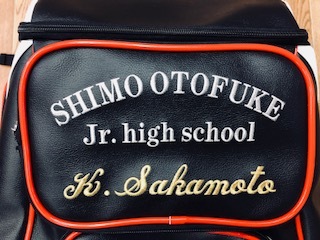 SHIMO OTOFUKE
Jr. high school
K. Sakamoto